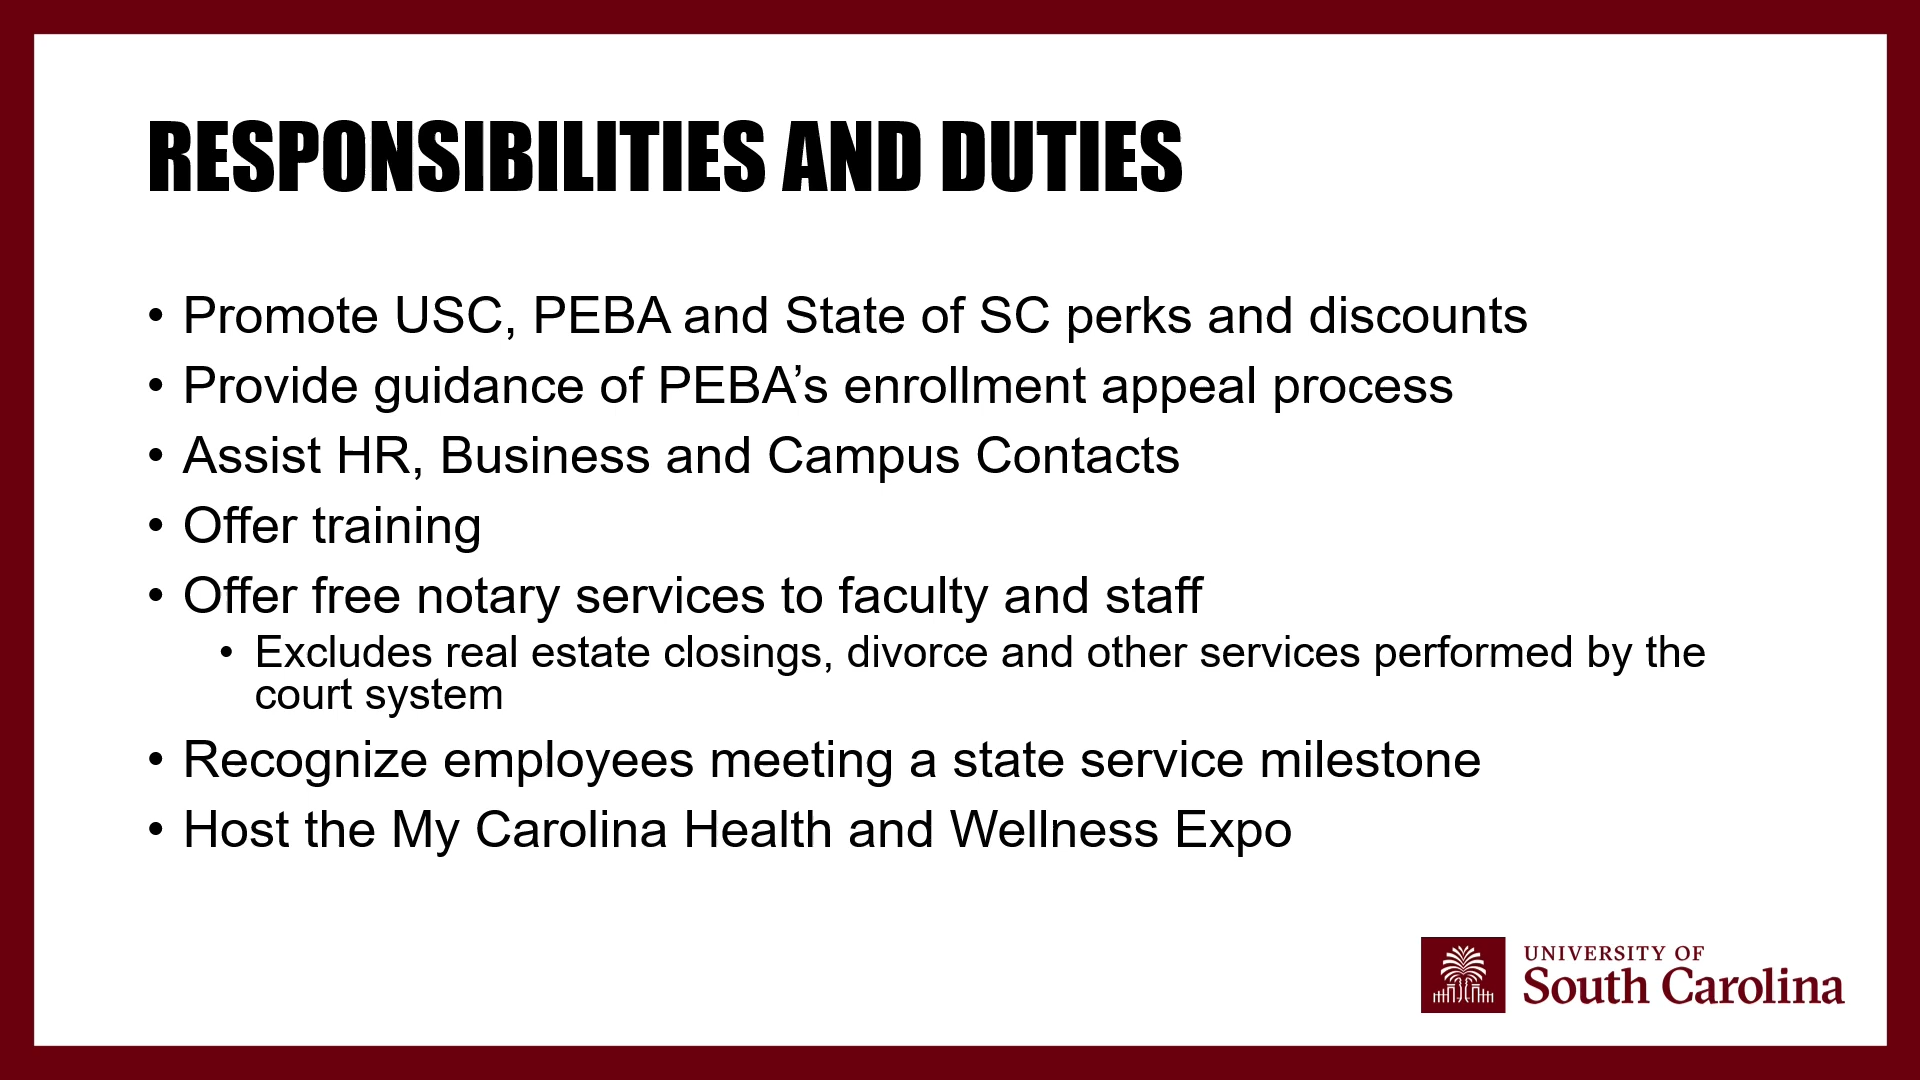 RESPONSIBILITIES AND DUTIES
• Promote USC, PEBA and State of SC perks and discounts
• Provide guidance of PEBA’s enrollment appeal process
• Assist HR, Business and Campus Contacts
• Offer training
• Offer free notary services to faculty and staff
• Excludes real estate closings, divorce and other services performed by the
court system
• Recognize employees meeting a state service milestone
• Host the My Carolina Health and Wellness Expo
UNIVERSITY OF
South Carolina